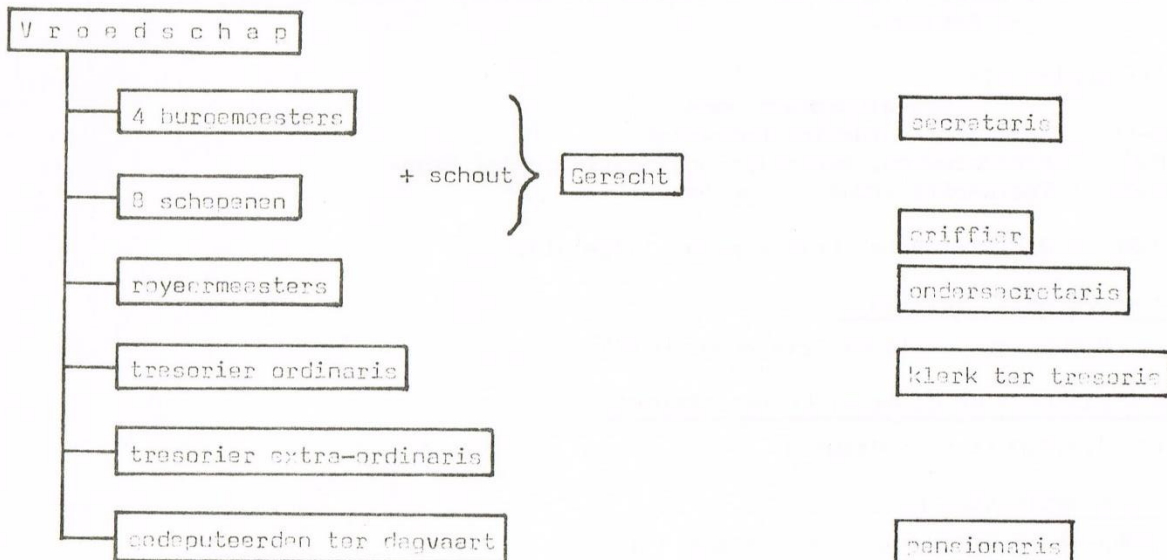 V r o e d s c h a p
4 burgemeesters
secretaris
+ schout
Gerecht
8 schepenen
griffier
royeermeesters
ondersecretaris
tresorier ordinaris
klerk ter tresorie
tresorier extra-ordinaris
gedeputeerden ter dagvaart
pensionaris